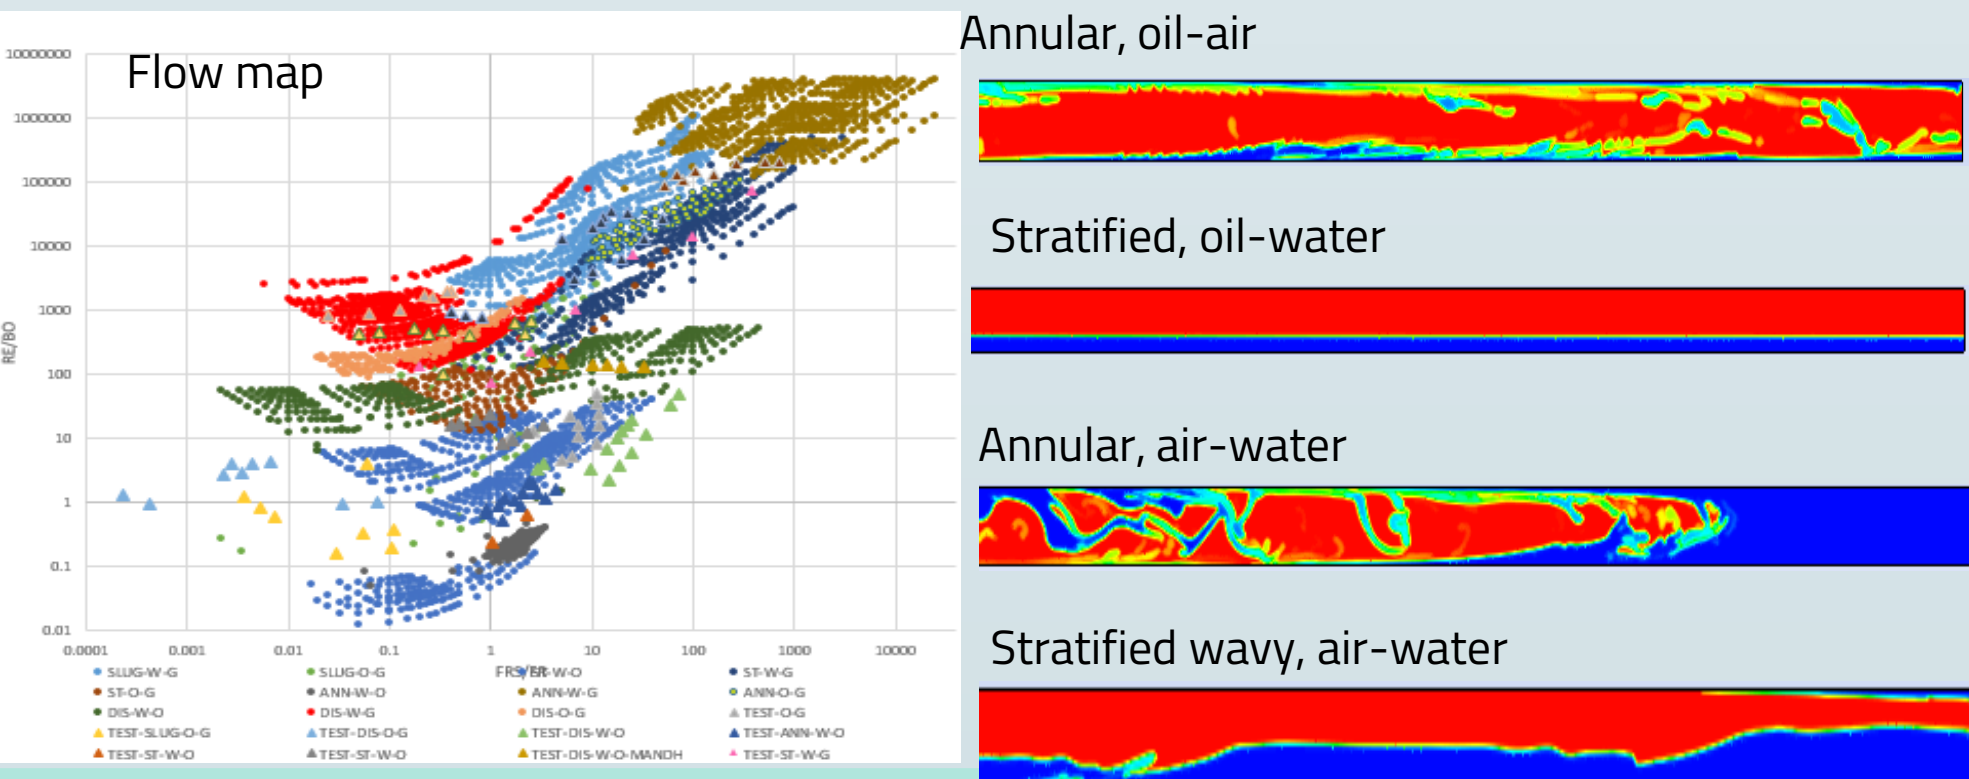 Flow map
10000000
1000000
100000
10000
1000
100
10
1
0.1
0.01
RE/BO
0.0001 0.001 0.01 0.1 1 10 100 1000 10000
SLUG-W-G SLUG-O-G ST-W-O ST-W-G
ST-O-G ANN-W-O ANN-W-G ANN-O-G
DIS-W-O DIS-W-G DIS-O-G TEST-O-G
TEST-SLUG-O-G TEST-DIS-O-G TEST-DIS-W-O TEST-ANN-W-O
TEST-ST-W-O TEST-ST-W-O TEST-DIS-W-O-MANDH TEST-ST-W-G
Annular, oil-air
Stratified, oil-water
Annular, air-water
Stratified wavy, air-water